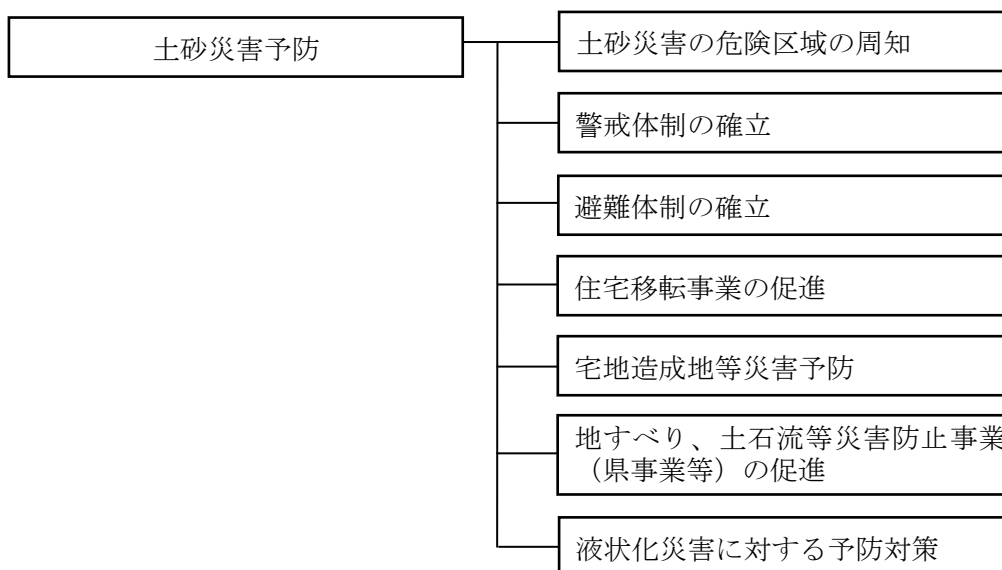 土砂災害予防
土砂災害の危険区域の周知
警戒体制の確立
避難体制の確立
住宅移転事業の促進
宅地造成地等災害予防
地すべり、土石流等災害防止事業
（県事業等）の促進
液状化災害に対する予防対策